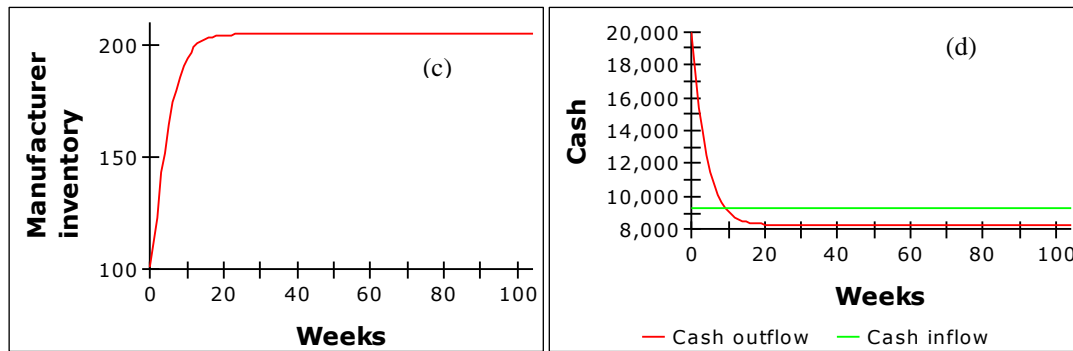 Manufacturer
inventory
200
150
100
(c)
0 20 40 60 80 100
Weeks
Cash
20,000
18,000
16,000
14,000
12,000
10,000
8,000
(d)
0 20 40 60 80 100
Weeks
Cash outflow Cash inflow